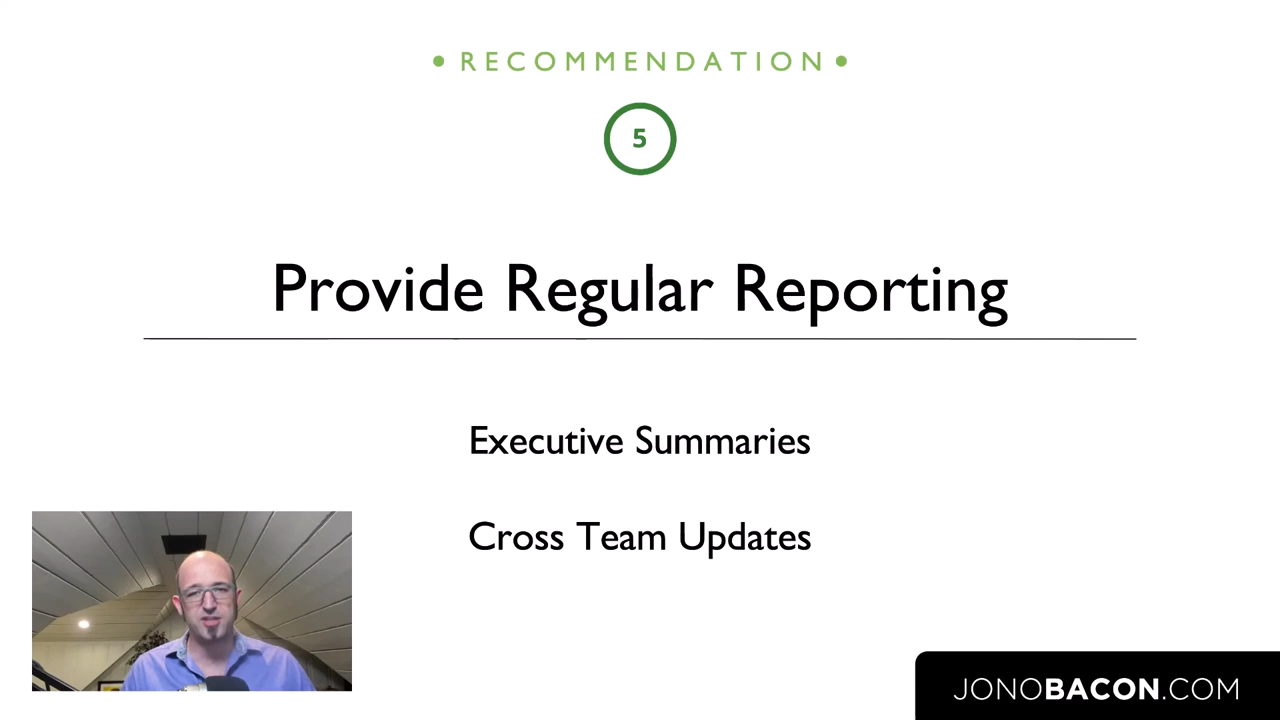 • RECOMMENDATION •
5
Provide Regular Reporting
Executive Summaries
Cross Team Updates
JONOBACON.COM